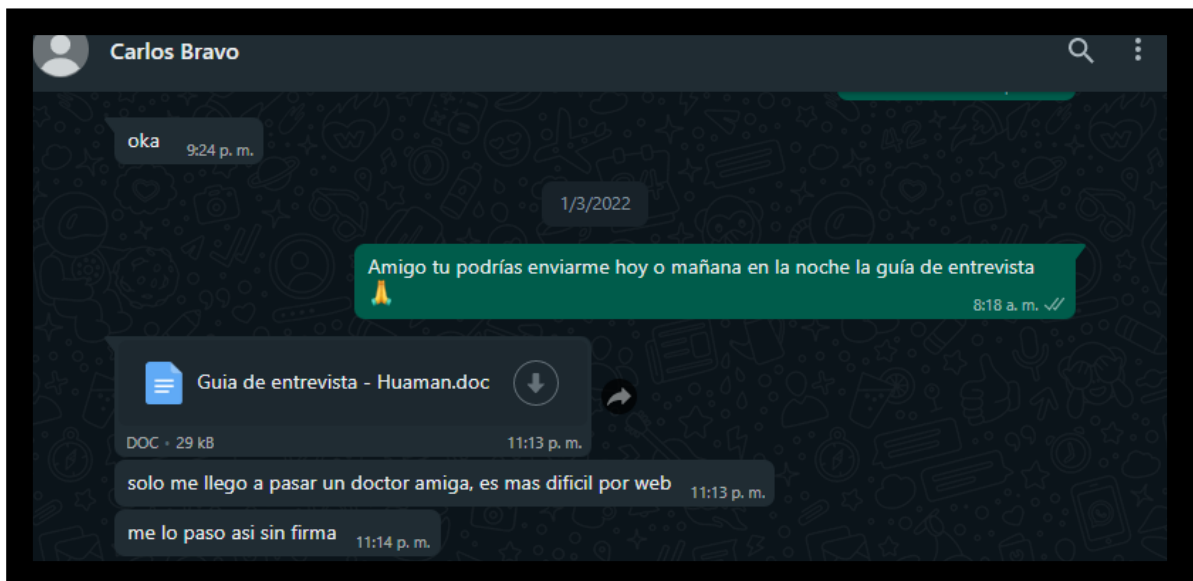 Carlos Bravo
oka
9:24 p. m.
1/3/2022
Amigo tu podrías enviarme hoy o mañana en la noche la guía de entrevista
🙏
8:18 a. m.
Guia de entrevista - Huaman.doc
DOC • 29 kB 11:13 p. m.
solo me llego a pasar un doctor amiga, es mas dificil por web 11:13 p. m.
me lo paso asi sin firma 11:14 p. m.